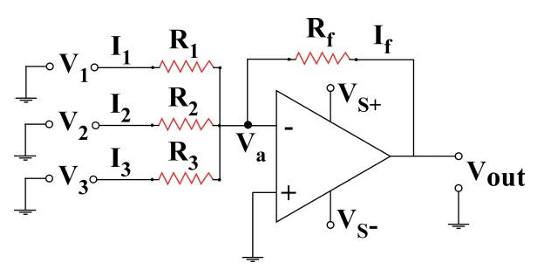 V1 I1 R1
V2 I2 R2
V3 I3 R3
Rf If
Va
-
+
VS+
VS-
Vout